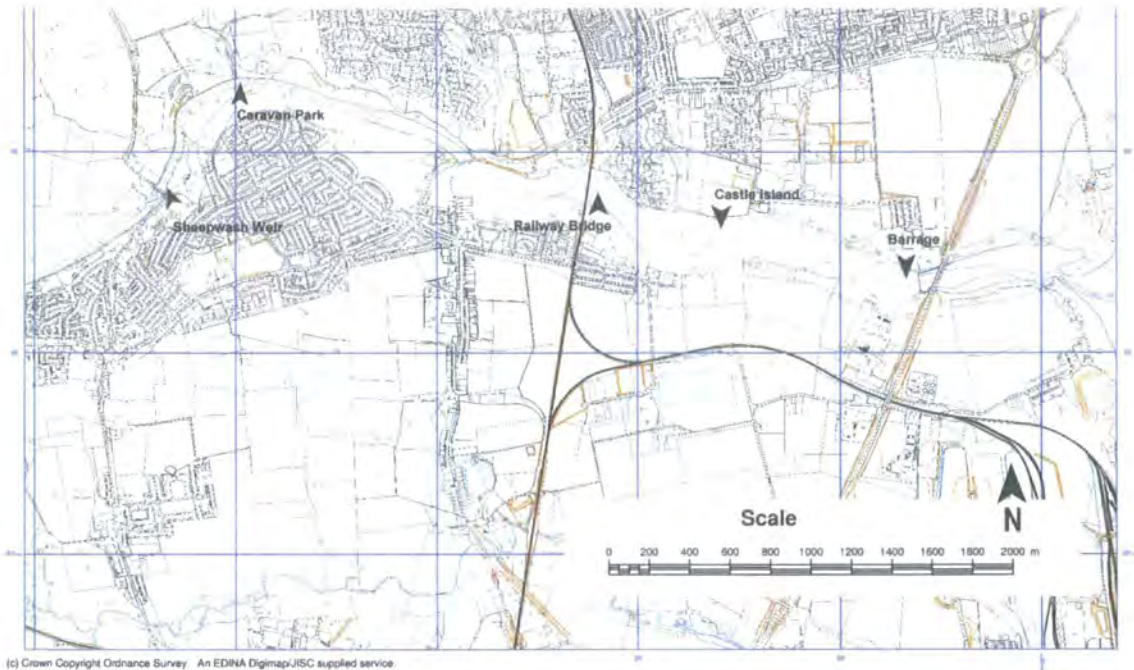 Caravan Park
Castle Island
Sheepwash Weir
Railway Bridge
Barrage
Scale
N
0 200 400 600 800 1000 1200 1400 1600 1800 2000 m
(c) Crown Copyright Ordnance Survey. An EDINA Digimap/JISC supplied service.